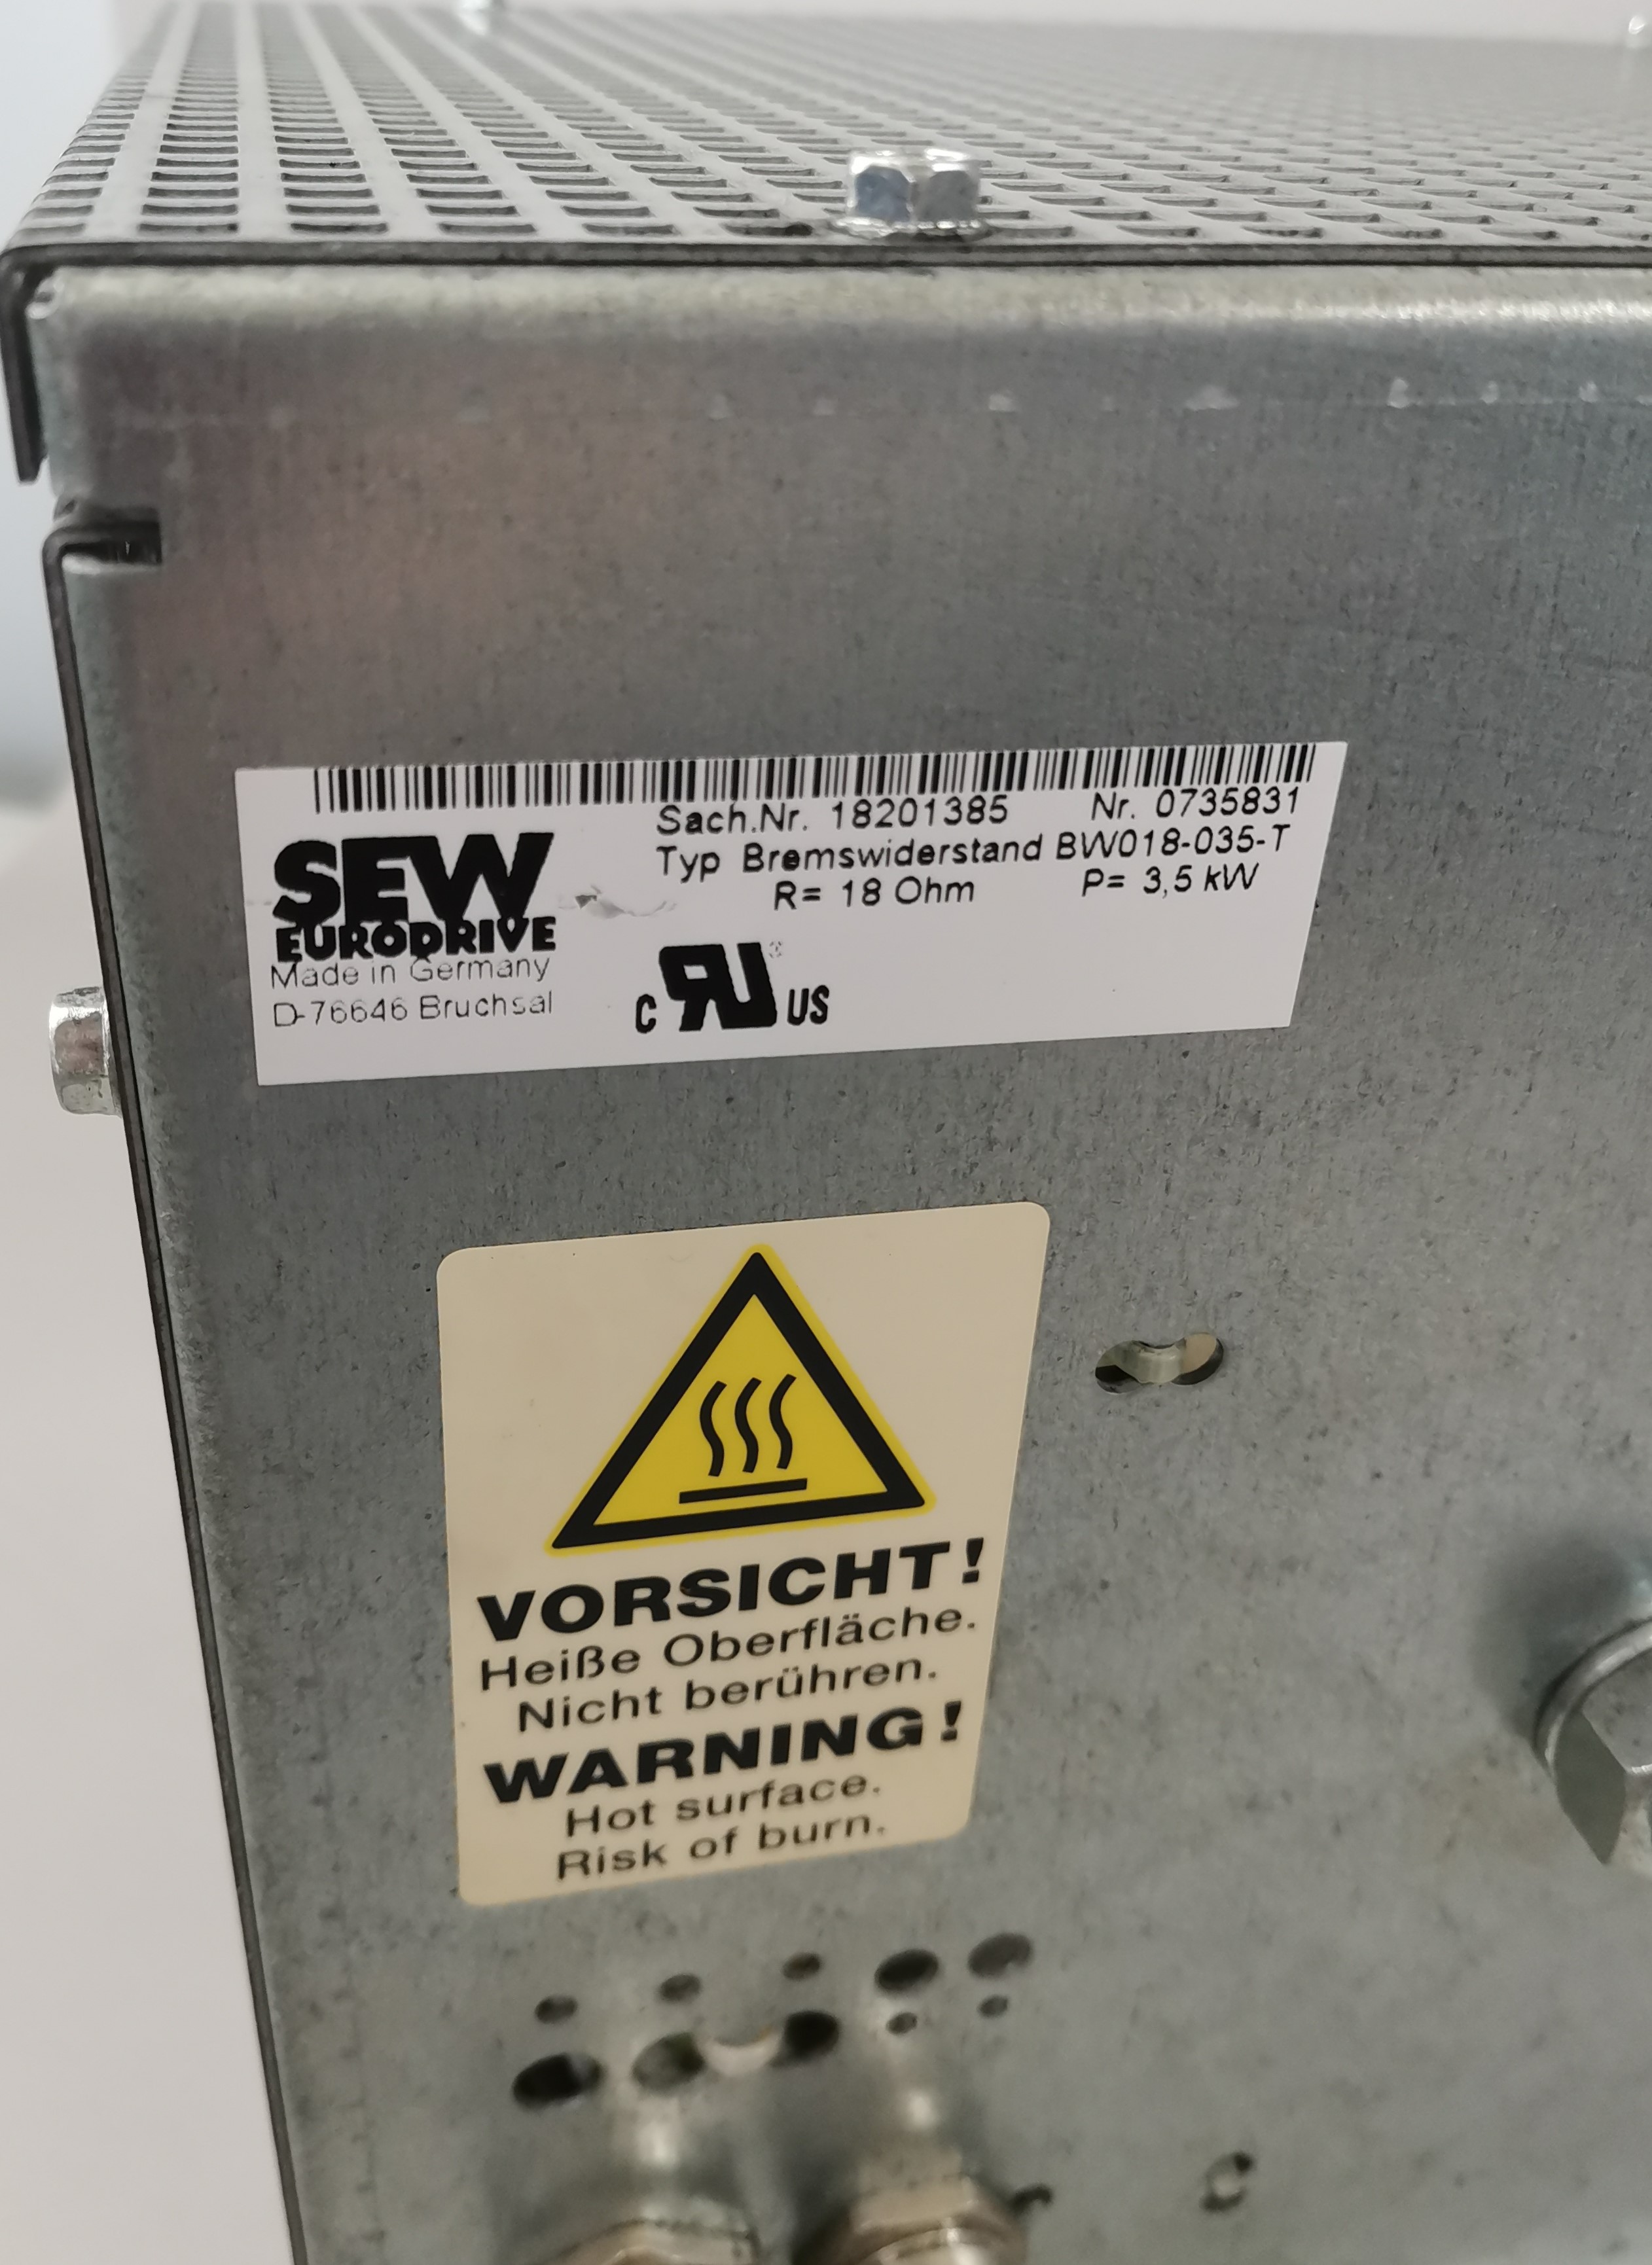 Sach.Nr. 18201385 Nr. 0735831
Typ Bremswiderstand BW018-035-T
R= 18 Ohm P= 3,5 kW
SEW
EURODRIVE
Made in Germany
D-76646 Bruchsal
C RU US
VORSICHT!
Heiße Oberfläche.
Nicht berühren.
WARNING!
Hot surface.
Risk of burn.